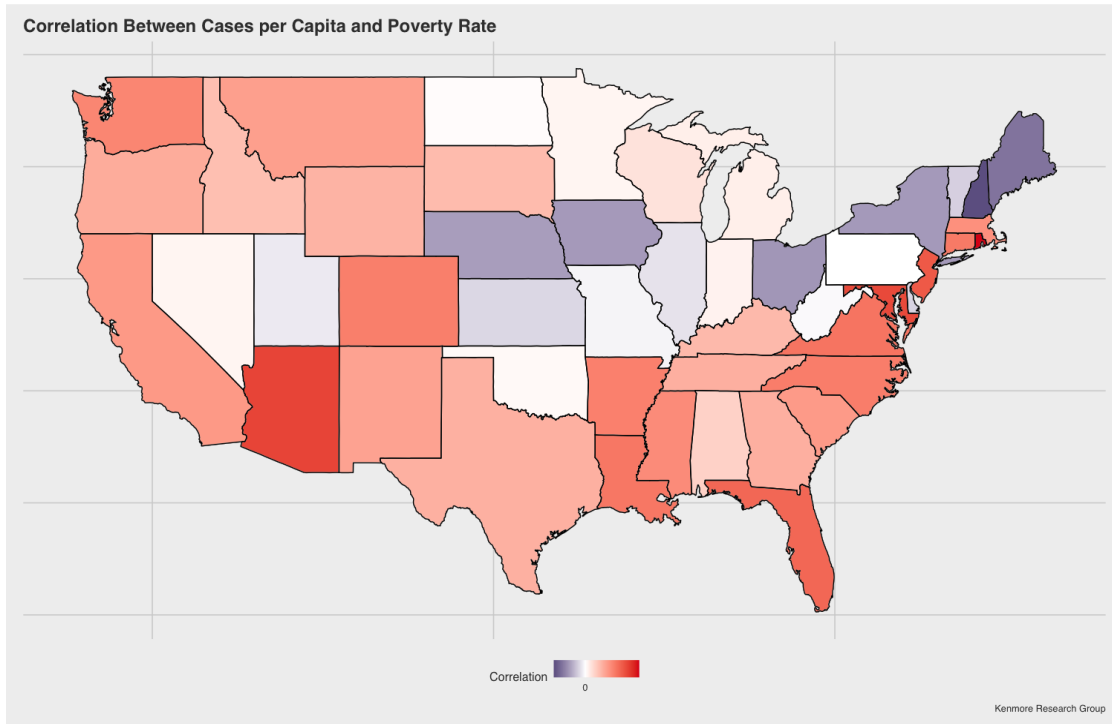 Correlation Between Cases per Capita and Poverty Rate
Correlation
0
Kenmore Research Group